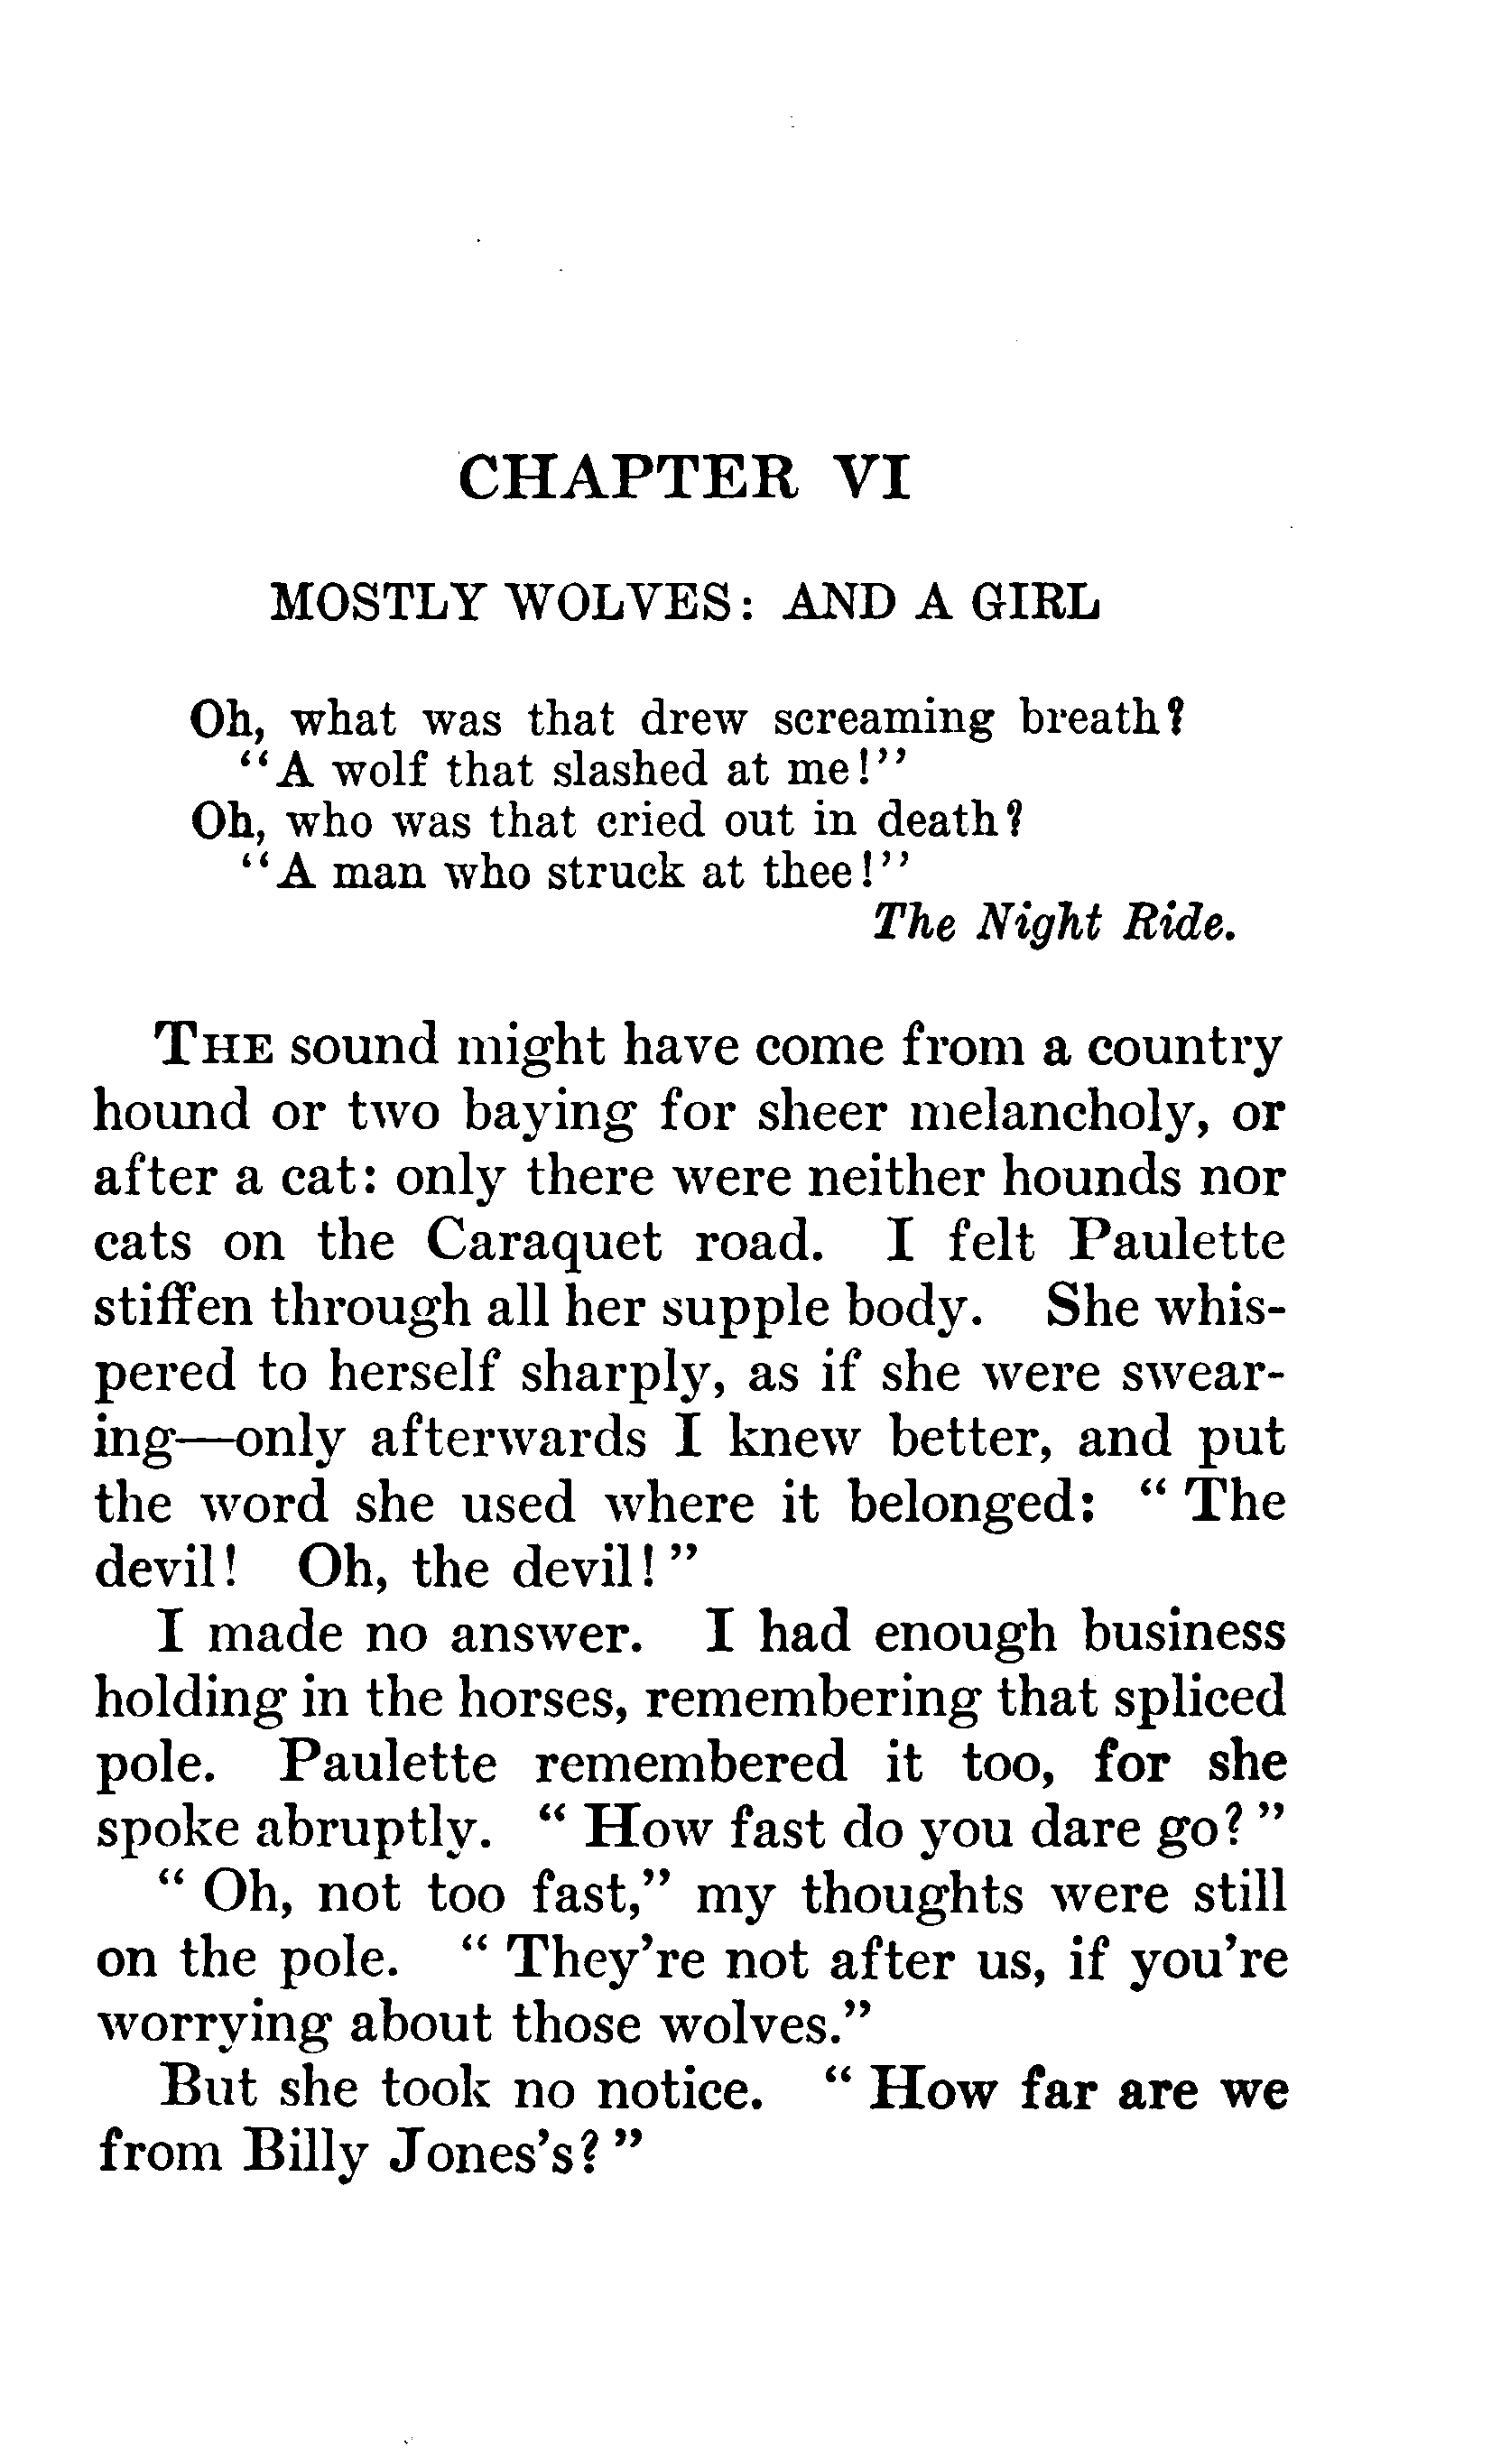 CHAPTER VI
MOSTLY WOLVES: AND A GIRL
Oh, what was that drew screaming breath?
"A wolf that slashed at me!"
Oh, who was that cried out in death?
"A man who struck at thee!"
The Night Ride.
THE sound might have come from a country
hound or two baying for sheer melancholy, or
after a cat: only there were neither hounds nor
cats on the Caraquet road. I felt Paulette
stiffen through all her supple body. She whis-
pered to herself sharply, as if she were swear-
ing—only afterwards I knew better, and put
the word she used where it belonged: "The
devil! Oh, the devil!"
I made no answer. I had enough business
holding in the horses, remembering that spliced
pole. Paulette remembered it too, for she
spoke abruptly. "How fast do you dare go?"
"Oh, not too fast," my thoughts were still
on the pole. "They're not after us, if you're
worrying about those wolves."
But she took no notice. "How far are we
from Billy Jones's?"